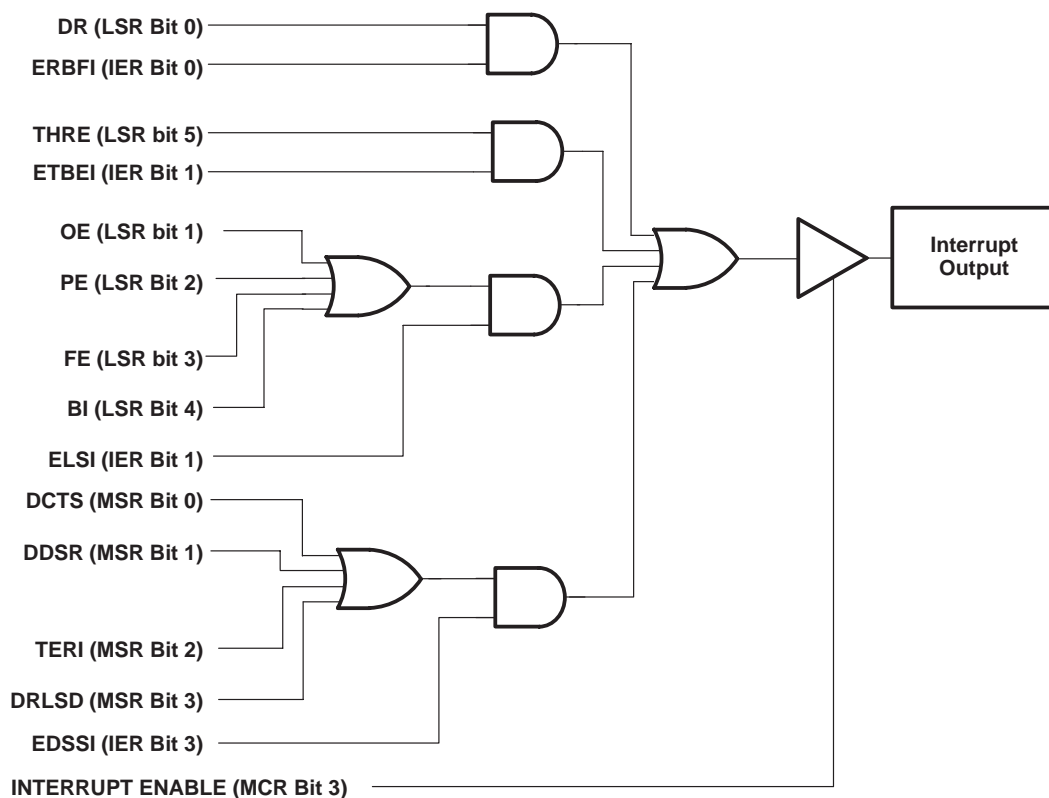 DR (LSR Bit 0)
ERBFI (IER Bit 0)
THRE (LSR bit 5)
ETBEI (IER Bit 1)
OE (LSR bit 1)
PE (LSR Bit 2)
FE (LSR bit 3)
BI (LSR Bit 4)
ELSI (IER Bit 1)
DCTS (MSR Bit 0)
DDSR (MSR Bit 1)
TERI (MSR Bit 2)
DRLSD (MSR Bit 3)
EDSSI (IER Bit 3)
INTERRUPT ENABLE (MCR Bit 3)
Interrupt
Output